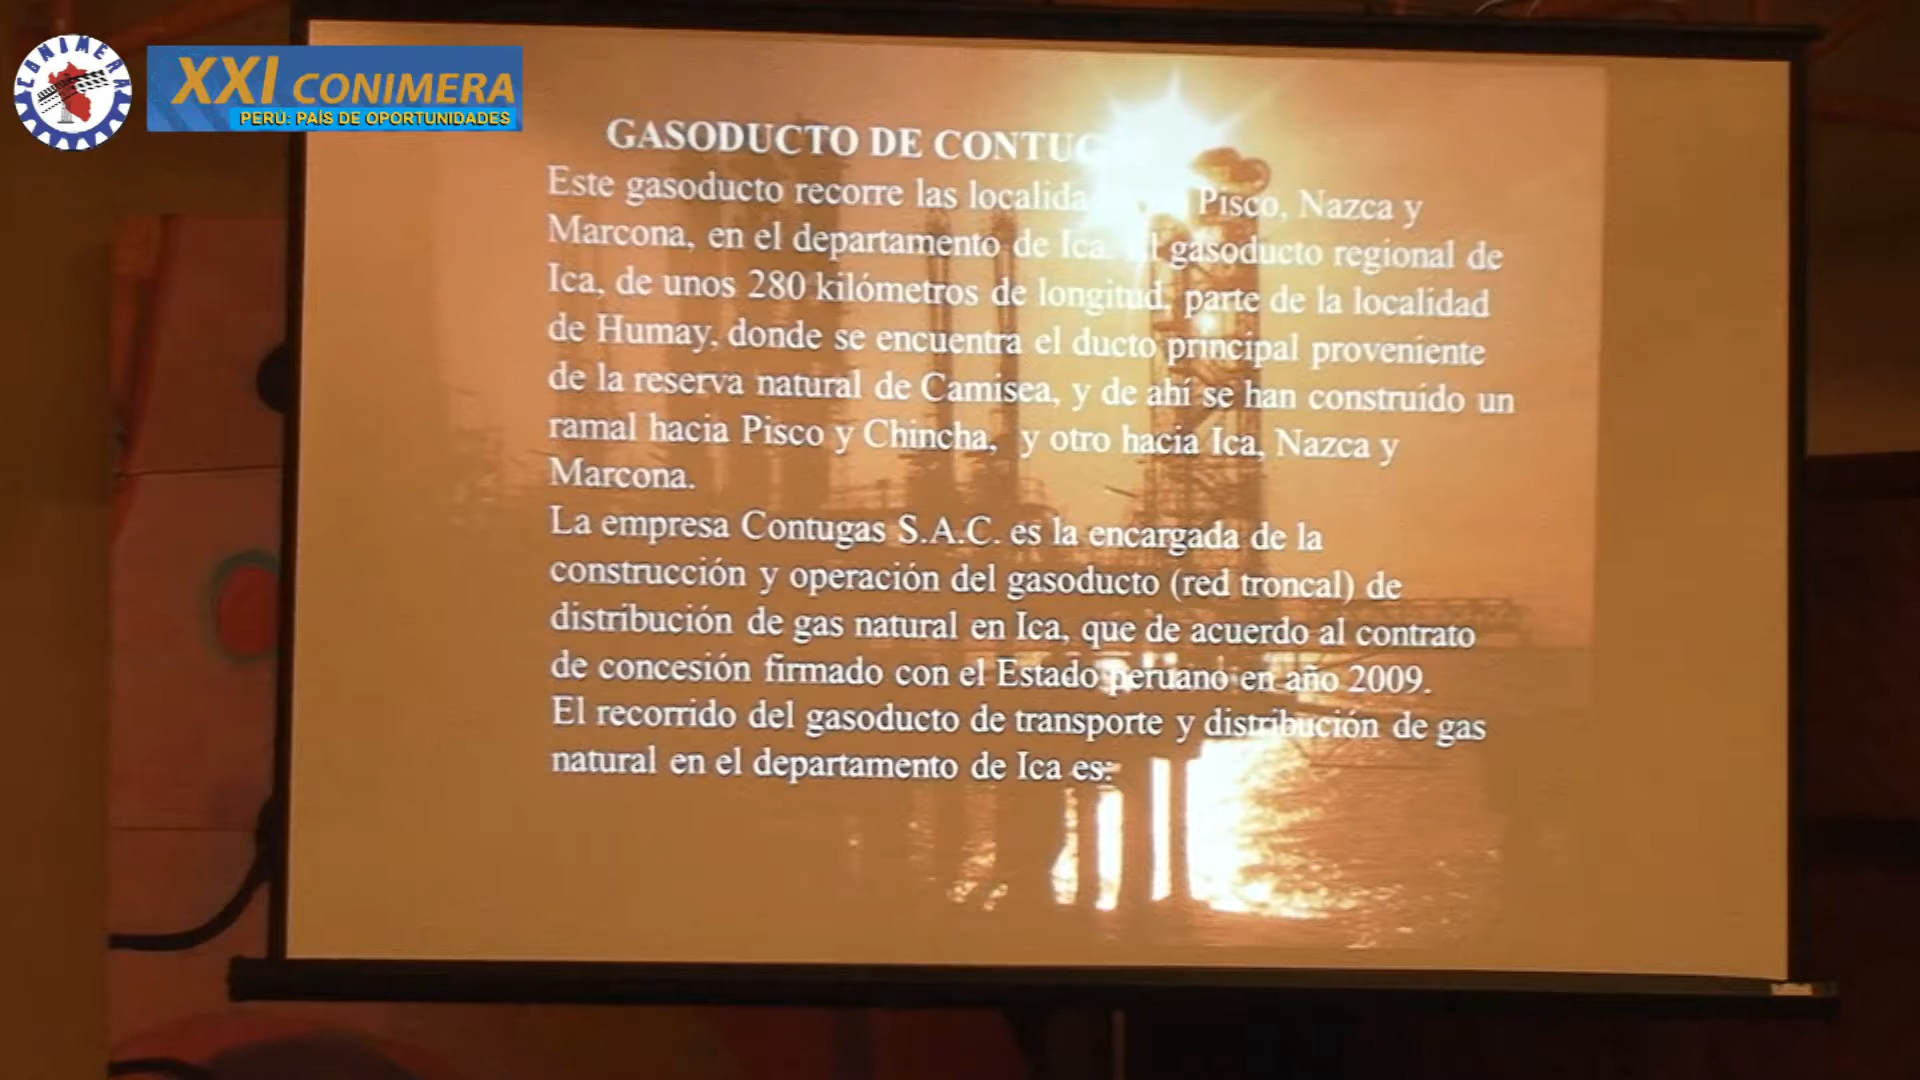 CONIMERA
XXI CONIMERA
PERU: PAÍS DE OPORTUNIDADES
GASODUCTO DE
Este gasoducto recorre las Pisco, Nazca y
Marcona, en el departamento de Ica. gasoducto regional de
Ica, de unos 280 kilómetros de longitud, parte de la localidad
de Humay, donde se encuentra el ducto principal proveniente
de la reserva natural de Camisea, y de ahí se han construído un
ramal hacia Pisco y Chincha, y otro hacia Ica, Nazca y
Marcona.
La empresa Contugas S.A.C. es la encargada de la
construcción y operación del gasoducto (red troncal) de
distribución de gas natural en Ica, que de acuerdo al contrato
de concesión firmado con el Estado peruano en año 2009.
El recorrido del gasoducto de transporte y distribución de gas
natural en el departamento de Ica es: